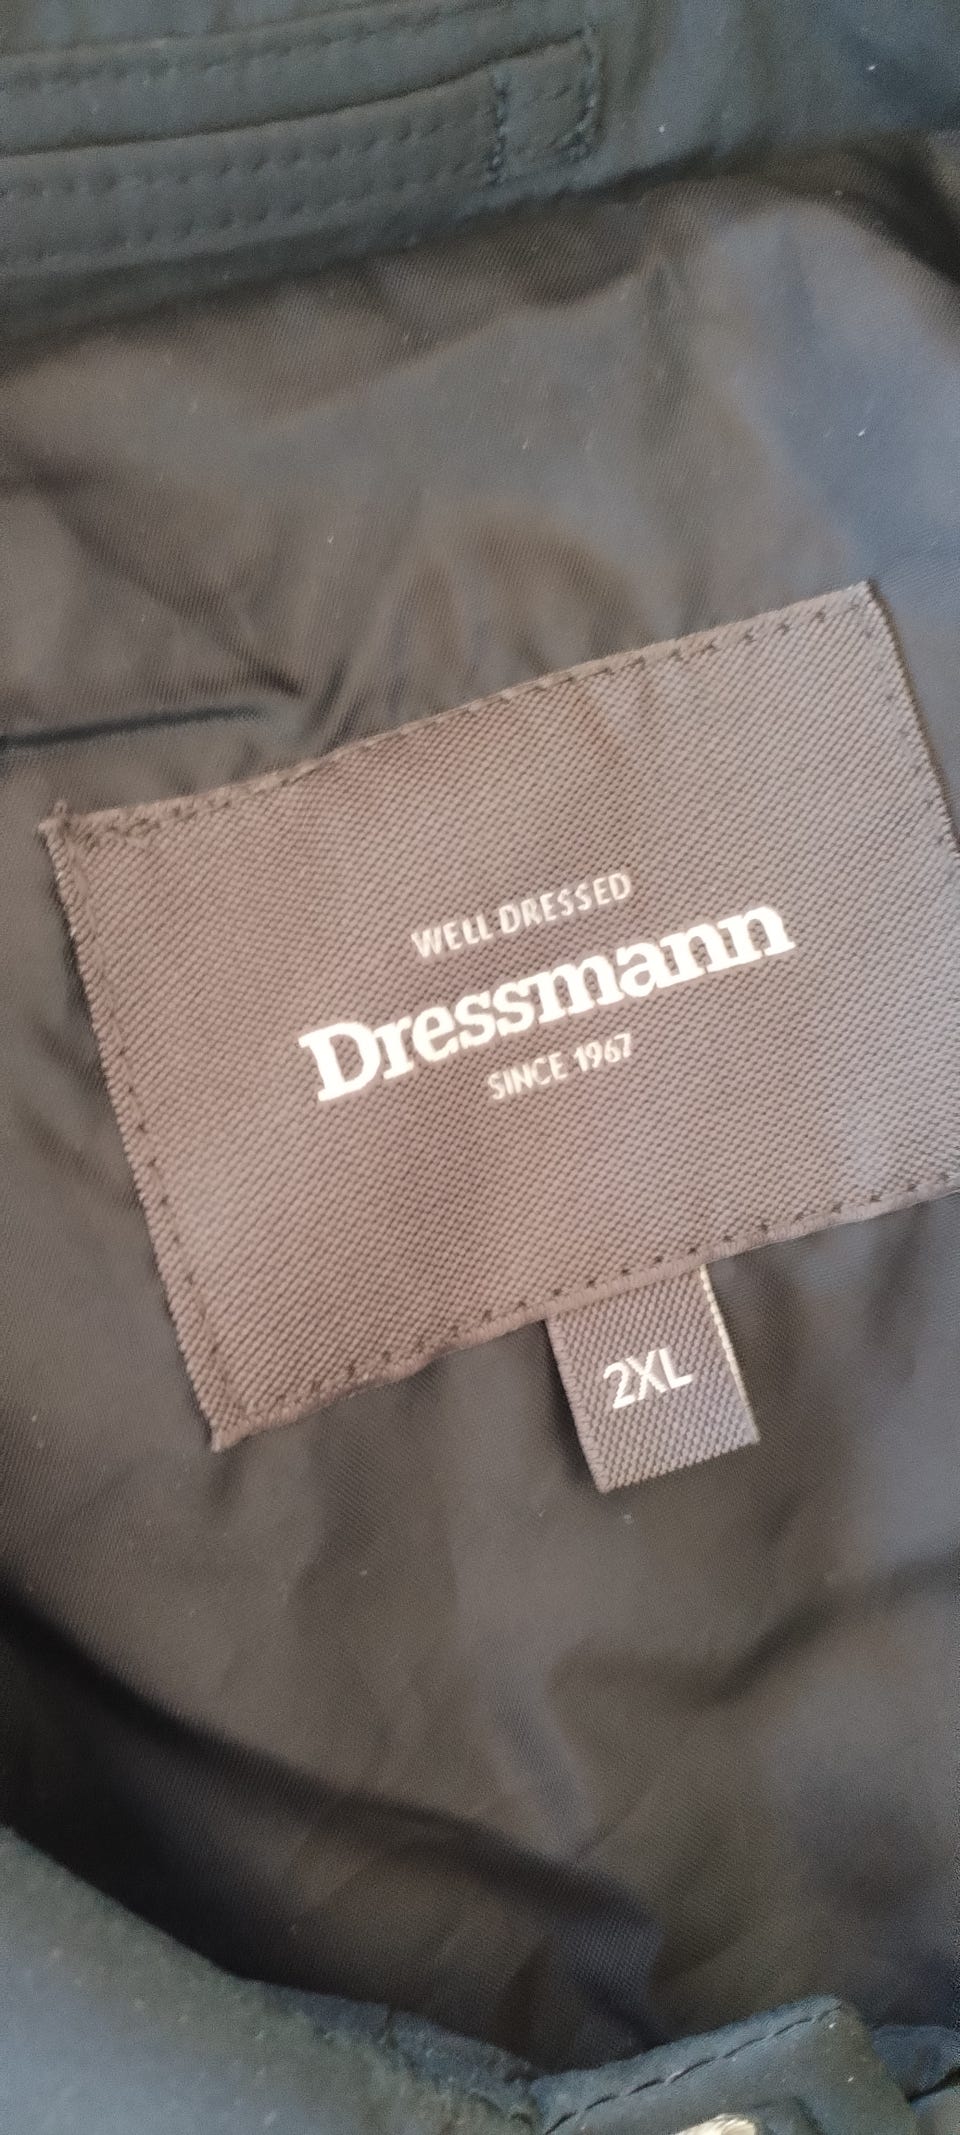 WELL DRESSED
Dressmann
SINCE 1967
2XL